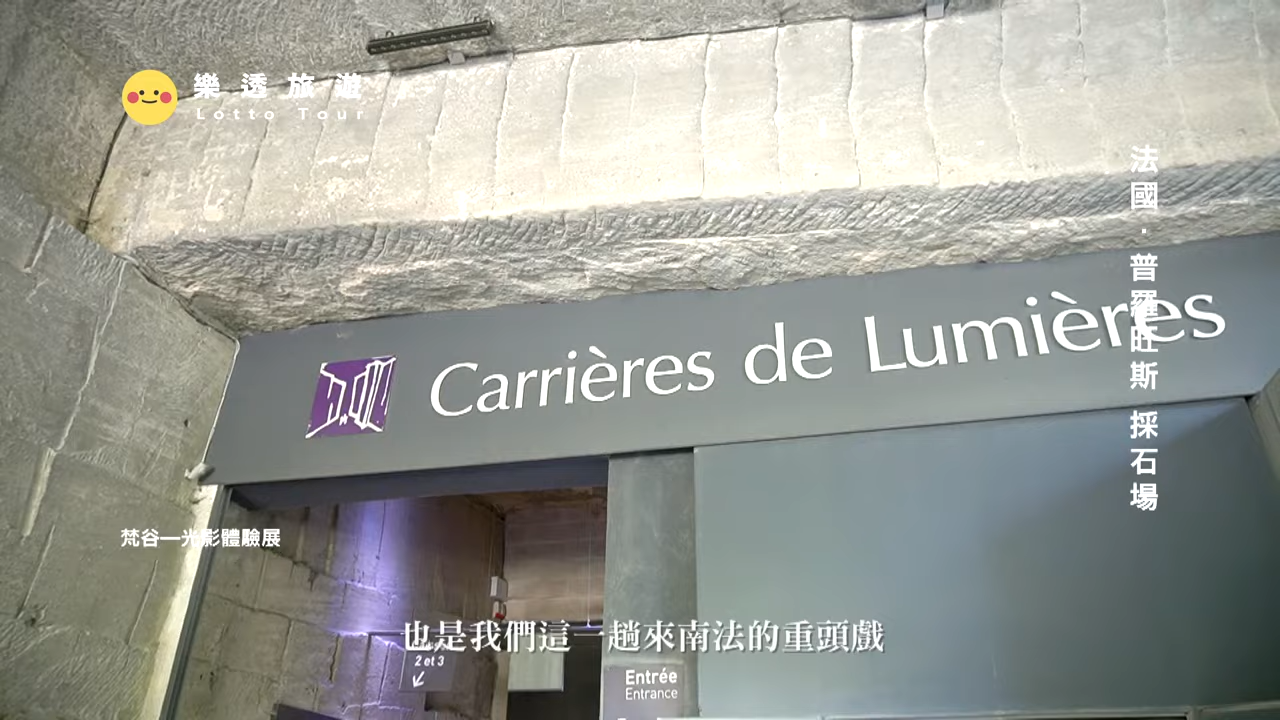 樂透旅遊
Lotto Tour
法國·普羅旺斯 採石場
Carrières de Lumières
梵谷—光影體驗展
也是我們這一趟來南法的重頭戲
2 et 3
Entrée
Entrance